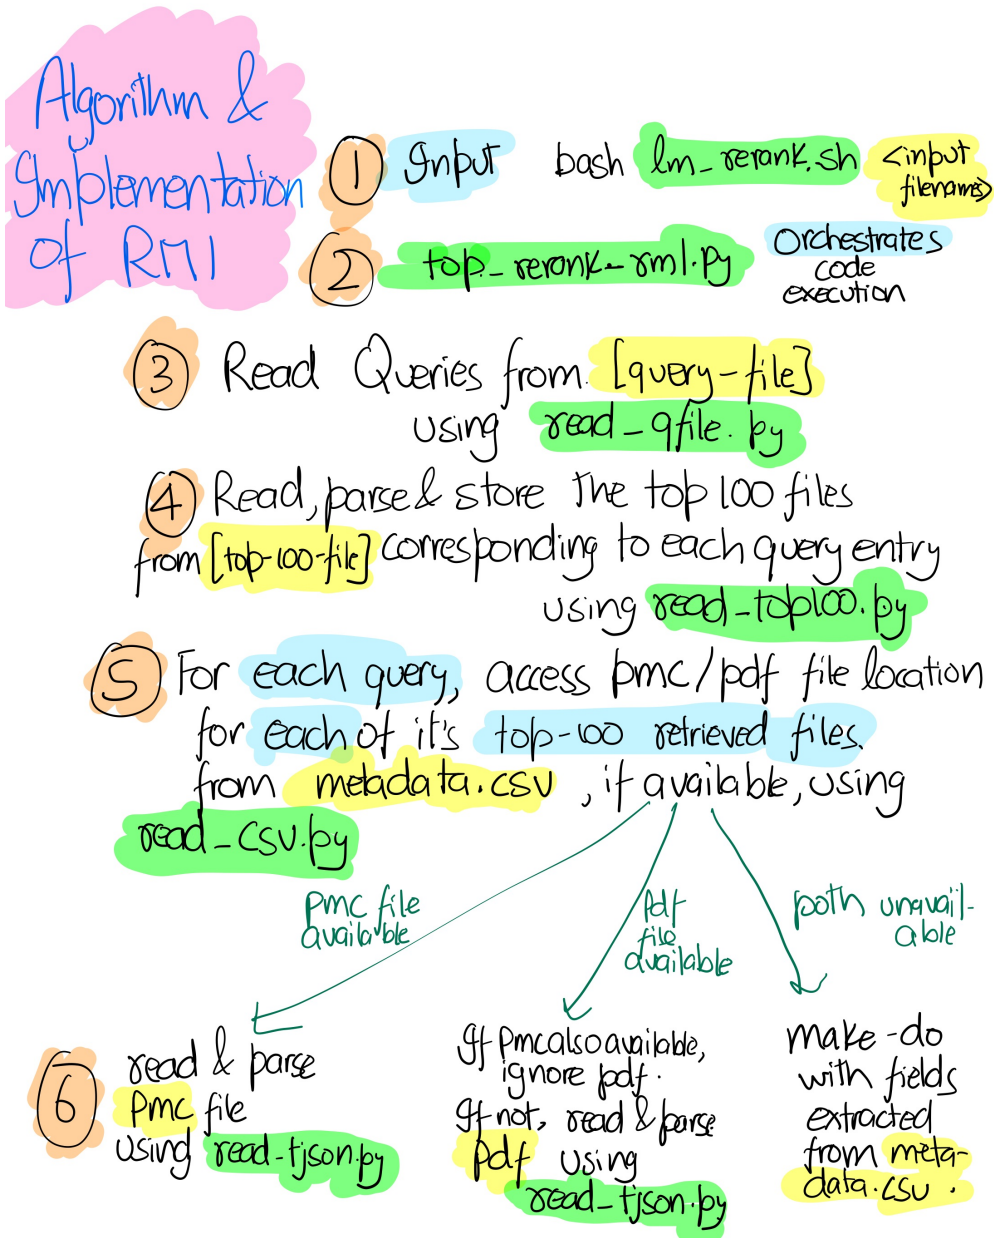 Algorithm &
Implementation
of RM1
1 Input bash lm_rerank.sh <input
filenames>
2 top_rerank_rm1.py Orchestrates
code
execution
3 Read Queries from [query-file]
using read_qfile.py
4 Read, parse & store the top 100 files
from [top-100-file] corresponding to each query entry
using read_top100.py
5 For each query, access pmc/pdf file location
for each of it's top-100 retrieved files.
from metadata.csv, if available, using
read_csv.py
pmc file
available
pdf
file
available
both unavail-
able
6 read & parse
pmc file
using read_tjson.py
If pmc also available,
ignore pdf.
If not, read & parse
pdf using
read_tjson.py
make-do
with fields
extracted
from meta-
data.csv.